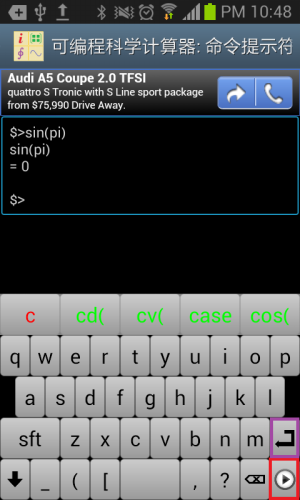 PM 10:48
可编程科学计算器: 命令提示符
Audi A5 Coupe 2.0 TFSI
quattro S Tronic with S Line sport package
from $75,990 Drive Away.
$>sin(pi)
sin(pi)
= 0
$>
c cd( cv( case cos(
q w e r t y u i o p
a s d f g h j k l
sft z x c v b n m
_ ( [ , ?